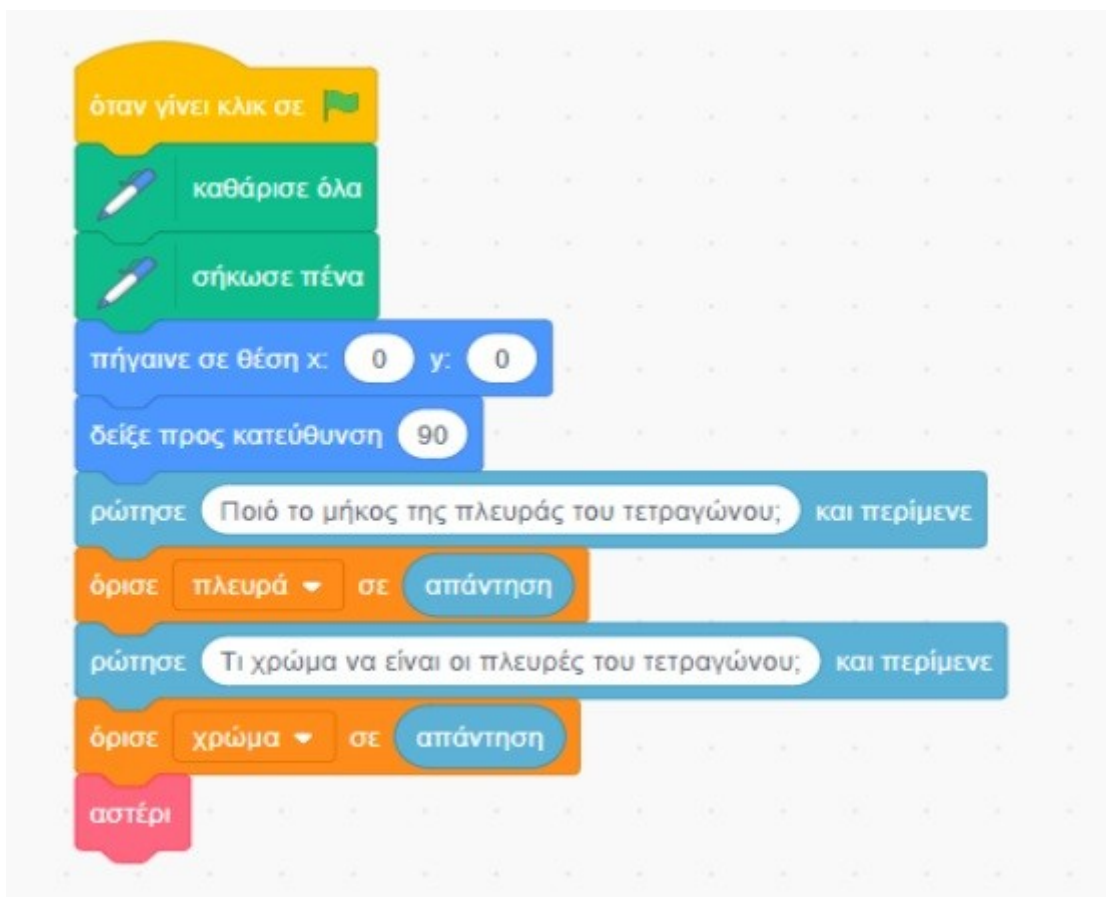 όταν γίνει κλικ σε
καθάρισε όλα
σήκωσε πένα
πήγαινε σε θέση x: 0 y: 0
δείξε προς κατεύθυνση 90
ρώτησε Ποιό το μήκος της πλευράς του τετραγώνου; και περίμενε
όρισε πλευρά σε απάντηση
ρώτησε Τι χρώμα να είναι οι πλευρές του τετραγώνου; και περίμενε
όρισε χρώμα σε απάντηση
αστέρι